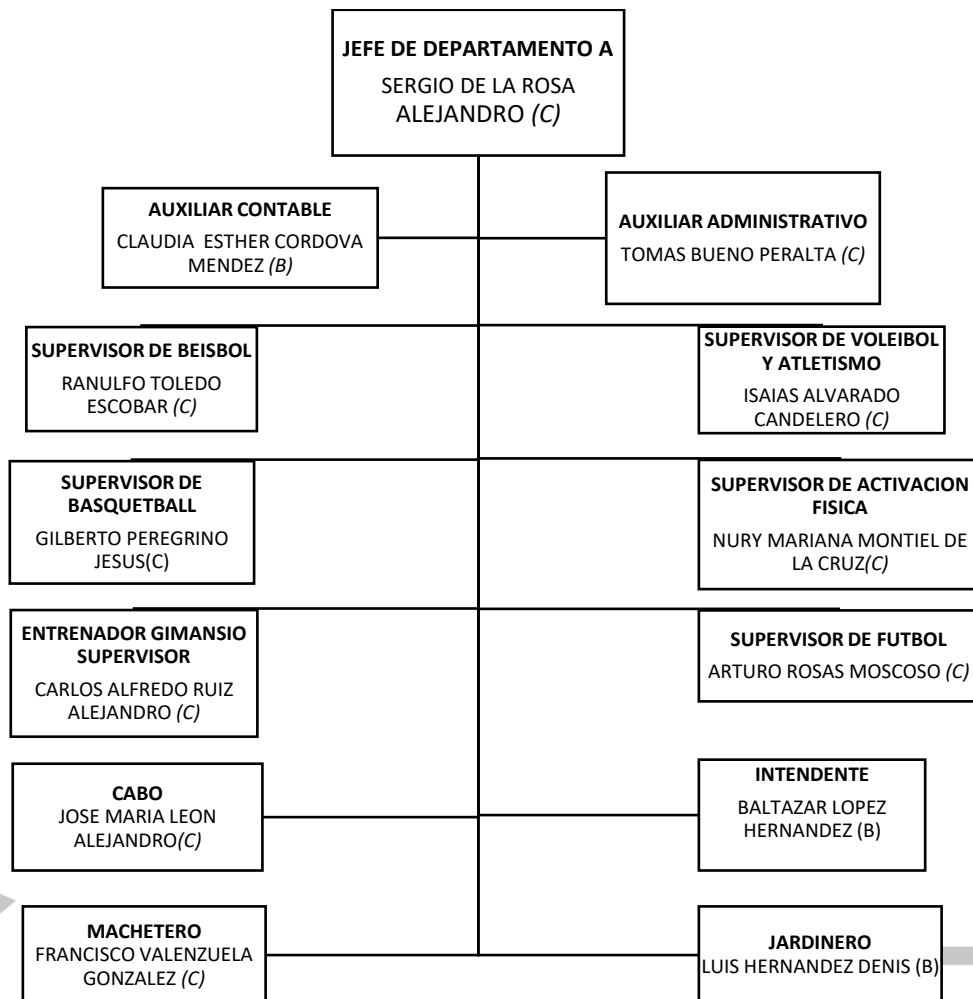 JEFE DE DEPARTAMENTO A
SERGIO DE LA ROSA
ALEJANDRO (C)
AUXILIAR CONTABLE
CLAUDIA ESTHER CORDOVA
MENDEZ (B)
AUXILIAR ADMINISTRATIVO
TOMAS BUENO PERALTA (C)
SUPERVISOR DE BEISBOL
RANULFO TOLEDO
ESCOBAR (C)
SUPERVISOR DE VOLEIBOL
Y ATLETISMO
ISAIAS ALVARADO
CANDELERO (C)
SUPERVISOR DE
BASQUETBALL
GILBERTO PEREGRINO
JESUS(C)
SUPERVISOR DE ACTIVACION
FISICA
NURY MARIANA MONTIEL DE
LA CRUZ(C)
ENTRENADOR GIMANSIO
SUPERVISOR
CARLOS ALFREDO RUIZ
ALEJANDRO (C)
SUPERVISOR DE FUTBOL
ARTURO ROSAS MOSCOSO (C)
CABO
JOSE MARIA LEON
ALEJANDRO(C)
INTENDENTE
BALTAZAR LOPEZ
HERNANDEZ (B)
MACHETERO
FRANCISCO VALENZUELA
GONZALEZ (C)
JARDINERO
LUIS HERNANDEZ DENIS (B)